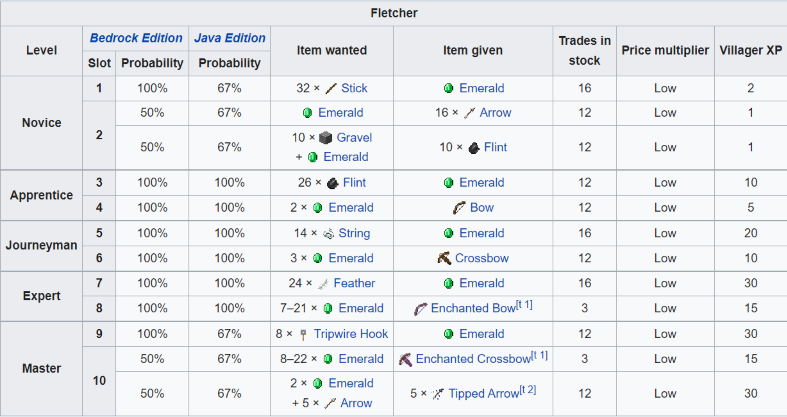 Fletcher
Level Bedrock Edition Java Edition Item wanted Item given Trades in stock Price multiplier Villager XP
Slot Probability Probability
Novice 1 100% 67% 32 × Stick Emerald 16 Low 2
2 50% 67% Emerald 16 × Arrow 12 Low 1
50% 67% 10 × Gravel + Emerald 10 × Flint 12 Low 1
Apprentice 3 100% 100% 26 × Flint Emerald 12 Low 10
4 100% 100% 2 × Emerald Bow 12 Low 5
Journeyman 5 100% 100% 14 × String Emerald 16 Low 20
6 100% 100% 3 × Emerald Crossbow 12 Low 10
Expert 7 100% 100% 24 × Feather Emerald 16 Low 30
8 100% 100% 7–21 × Emerald Enchanted Bow[t 1] 3 Low 15
Master 9 100% 67% 8 × Tripwire Hook Emerald 12 Low 30
10 50% 67% 8–22 × Emerald Enchanted Crossbow[t 1] 3 Low 15
50% 67% 2 × Emerald + 5 × Arrow 5 × Tipped Arrow[t 2] 12 Low 30